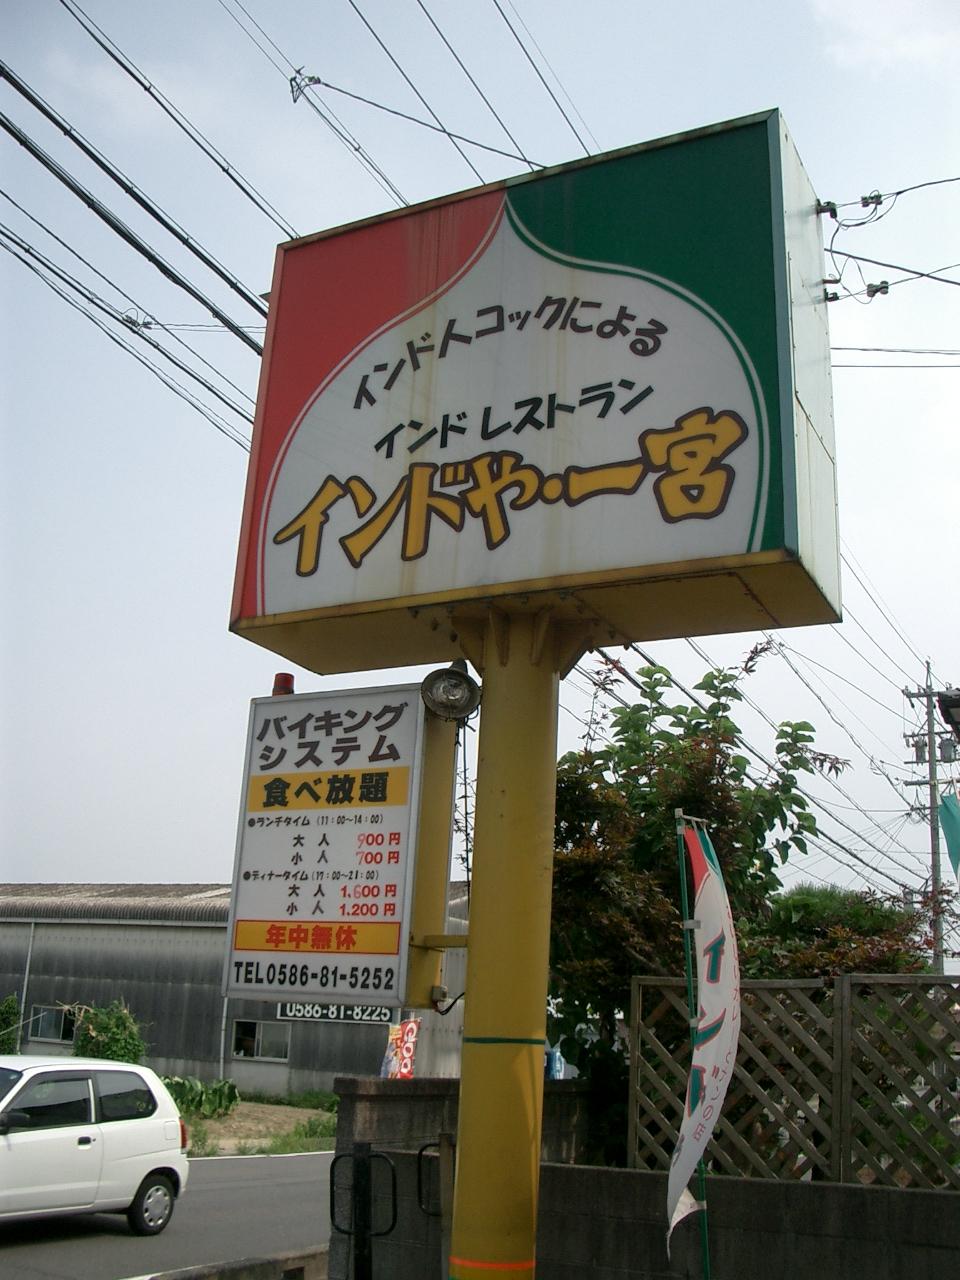 インド人コックによる
インドレストラン
インドや・一宮
バイキング
システム
食べ放題
●ランチタイム(11:00~14:00)
大人 900円
小人 700円
●ディナータイム(17:00~21:00)
大人 1,600円
小人 1,200円
年中無休
TEL0586-81-5252
0586-81-8225
インド